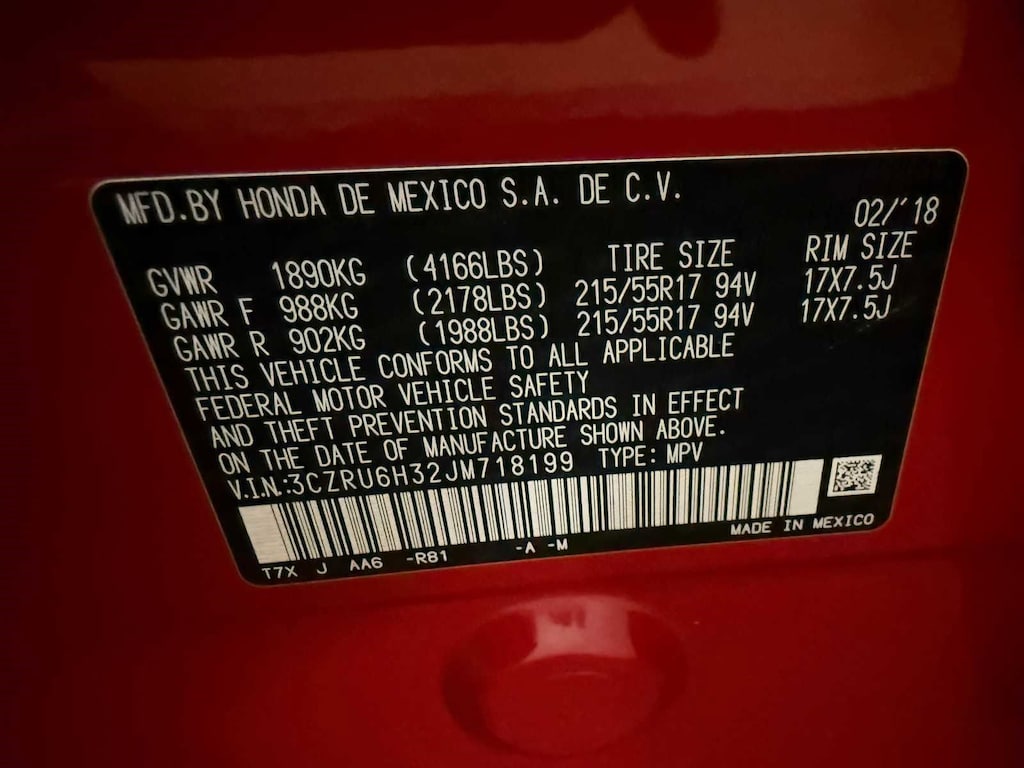 MFD.BY HONDA DE MEXICO S.A. DE C.V.
02/'18
GVWR 1890KG (4166LBS) TIRE SIZE RIM SIZE
GAWR F 988KG (2178LBS) 215/55R17 94V 17X7.5J
GAWR R 902KG (1988LBS) 215/55R17 94V 17X7.5J
THIS VEHICLE CONFORMS TO ALL APPLICABLE
FEDERAL MOTOR VEHICLE SAFETY
AND THEFT PREVENTION STANDARDS IN EFFECT
ON THE DATE OF MANUFACTURE SHOWN ABOVE.
V.I.N.:3CZRU6H32JM718199 TYPE: MPV
T7X J AA6 -R81 -A -M MADE IN MEXICO